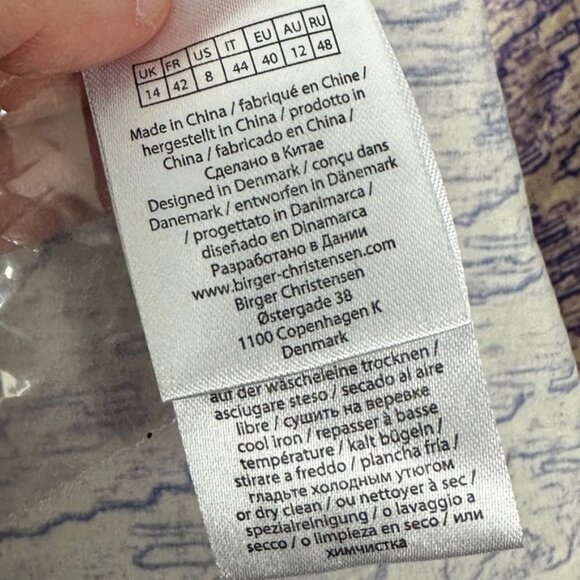 UK FR US IT EU AU RU
14 42 8 44 40 12 48
Made in China / fabriqué en Chine /
hergestellt in China / prodotto in
China / fabricado en China /
Сделано в Китае
Designed in Denmark / conçu dans
Danemark / entworfen in Dänemark
/ progettato in Danimarca /
diseñado en Dinamarca
Разработано в Дании
www.birger-christensen.com
Birger Christensen
Østergade 38
1100 Copenhagen K
Denmark
auf der wäscheleine trocknen /
asciugare steso / secado al aire
libre / сушить на веревке
cool iron / repasser à basse
température / kalt bügeln /
stirare a freddo / plancha fría /
гладьте холодным утюгом
or dry clean / ou nettoyer à sec /
spezialreinigung / o lavaggio a
secco / o limpieza en seco / или
химчистка